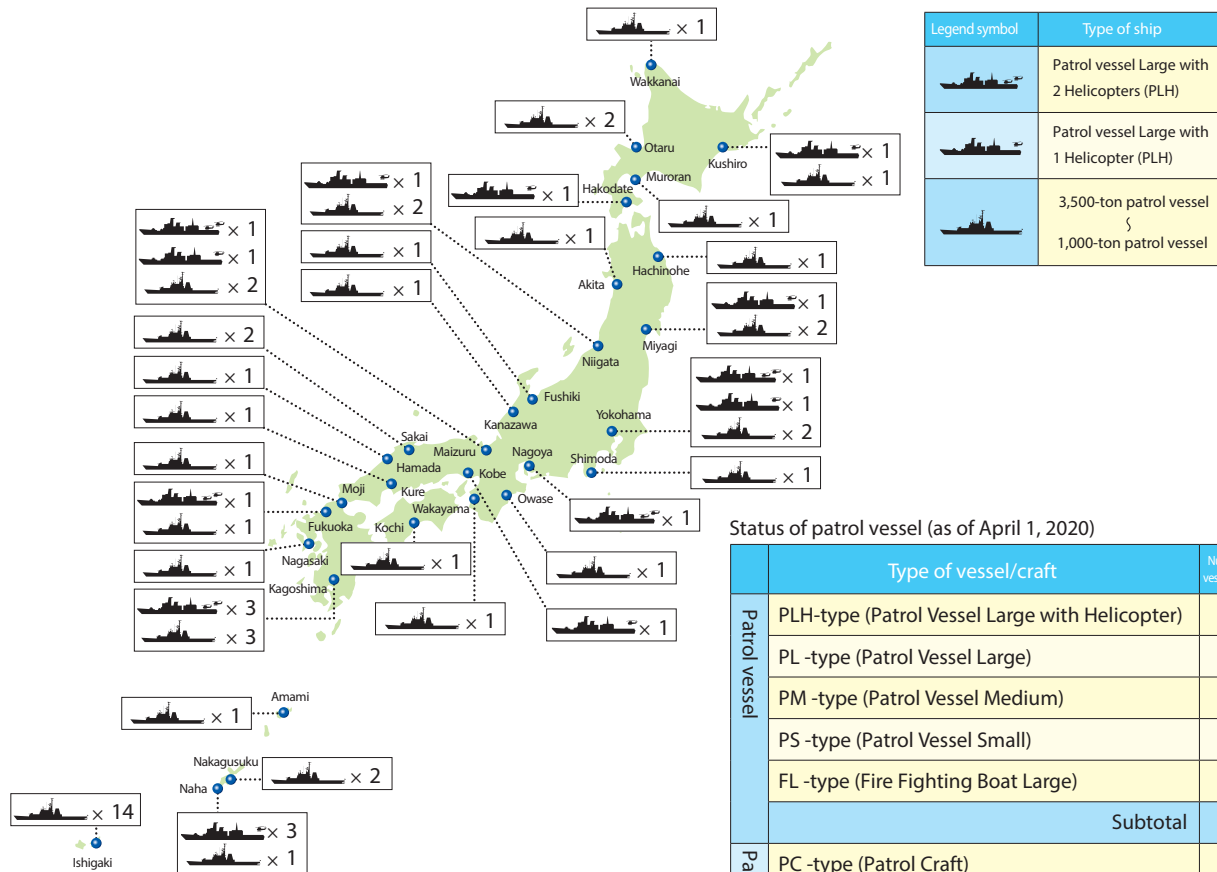 × 1
Wakkanai
× 2
Otaru
Kushiro
× 1
× 1
Muroran
× 1
Hakodate
× 1
× 1
× 2
× 1
Akita
Hachinohe
× 1
× 1
× 1
× 2
× 1
× 1
Miyagi
× 1
× 2
Niigata
× 2
× 1
× 1
Fushiki
Kanazawa
Yokohama
× 1
× 1
× 2
Sakai
Hamada
Maizuru
Nagoya
Shimoda
× 1
Kobe
Kure
Owase
× 1
Moji
Wakayama
× 1
× 1
× 1
Fukuoka
Kochi
Nagasaki
× 1
× 1
× 1
Kagoshima
× 3
× 3
× 1
× 1
Amami
× 1
Nakagusuku
× 2
Naha
× 14
Ishigaki
× 3
× 1
Legend symbol
Type of ship
Patrol vessel Large with
2 Helicopters (PLH)
Patrol vessel Large with
1 Helicopter (PLH)
3,500-ton patrol vessel
〜
1,000-ton patrol vessel
Status of patrol vessel (as of April 1, 2020)
Type of vessel/craft
Patrol vessel
PLH-type (Patrol Vessel Large with Helicopter)
PL -type (Patrol Vessel Large)
PM -type (Patrol Vessel Medium)
PS -type (Patrol Vessel Small)
FL -type (Fire Fighting Boat Large)
Subtotal
PC -type (Patrol Craft)